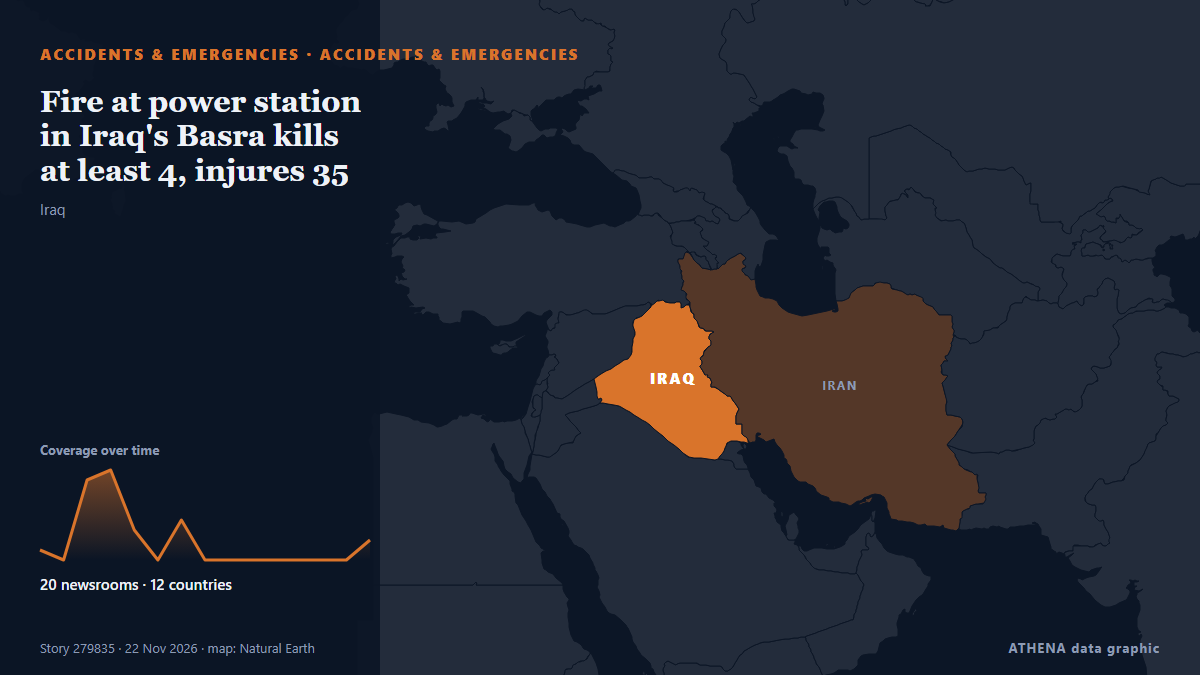 ACCIDENTS & EMERGENCIES · ACCIDENTS & EMERGENCIES
Fire at power station
in Iraq's Basra kills
at least 4, injures 35
Iraq
IRAQ
IRAN
Coverage over time
20 newsrooms · 12 countries
Story 279835 · 22 Nov 2026 · map: Natural Earth
ATHENA data graphic